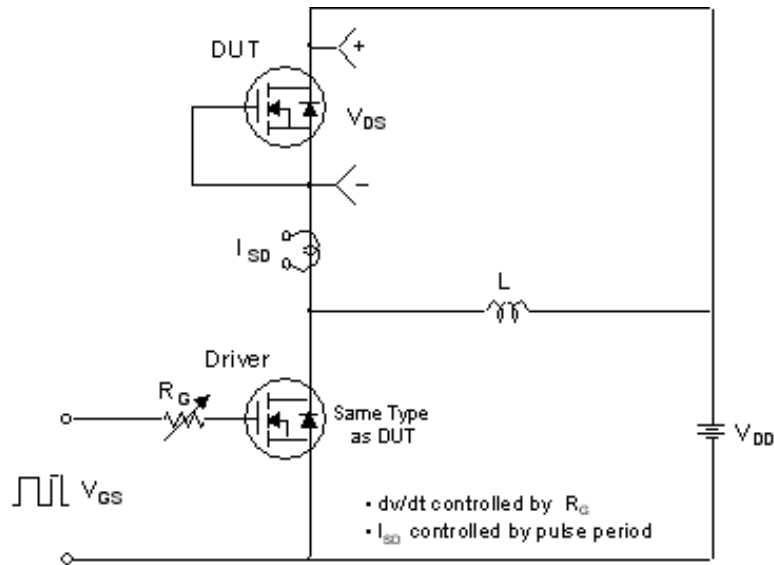 DUT
+
VDS
−
ISD
L
Driver
RG
Same Type
as DUT
VDD
VGS
• dv/dt controlled by RG
• ISD controlled by pulse period